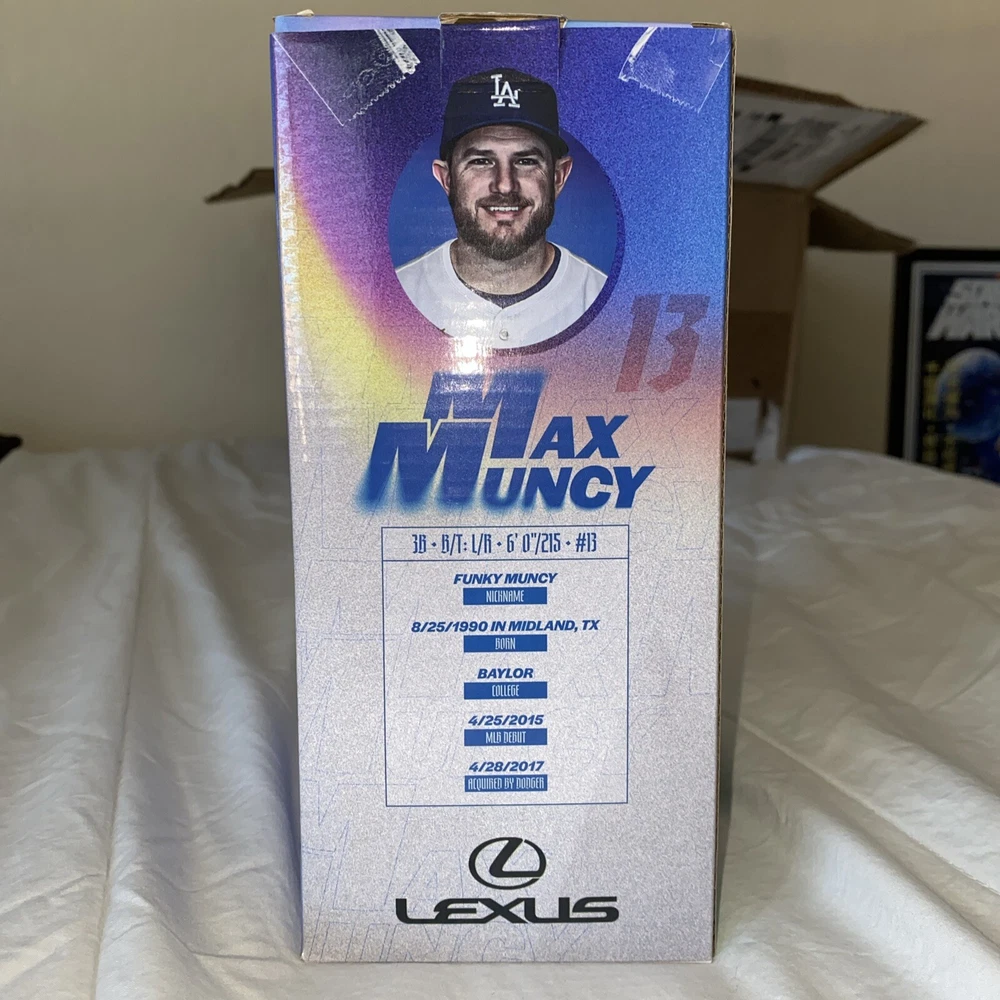 LA
13
MAX
MUNCY
3B • B/T: L/R • 6' 0"/215 • #13
FUNKY MUNCY
NICKNAME
8/25/1990 IN MIDLAND, TX
BORN
BAYLOR
COLLEGE
4/25/2015
MLB DEBUT
4/28/2017
ACQUIRED BY DODGER
LEXUS